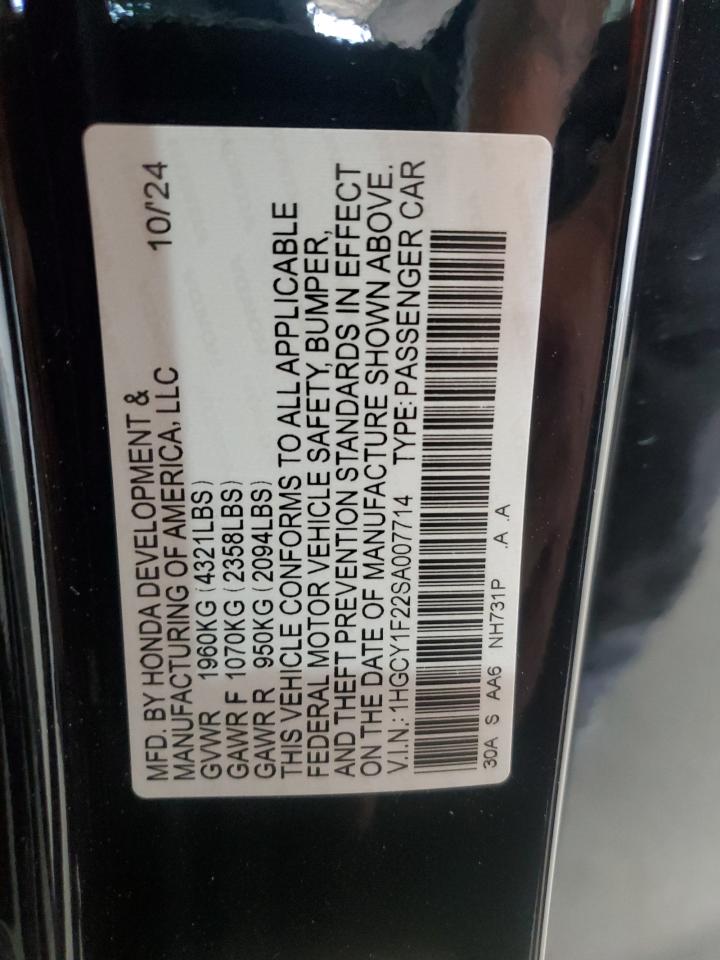 MFD. BY HONDA DEVELOPMENT & 10/'24
MANUFACTURING OF AMERICA, LLC
GVWR 1960KG (4321LBS)
GAWR F 1070KG (2358LBS)
GAWR R 950KG (2094LBS)
THIS VEHICLE CONFORMS TO ALL APPLICABLE
FEDERAL MOTOR VEHICLE SAFETY, BUMPER,
AND THEFT PREVENTION STANDARDS IN EFFECT
ON THE DATE OF MANUFACTURE SHOWN ABOVE.
V.I.N.: 1HGCY1F22SA007714 TYPE: PASSENGER CAR
30A S AA6 NH731P .A .A